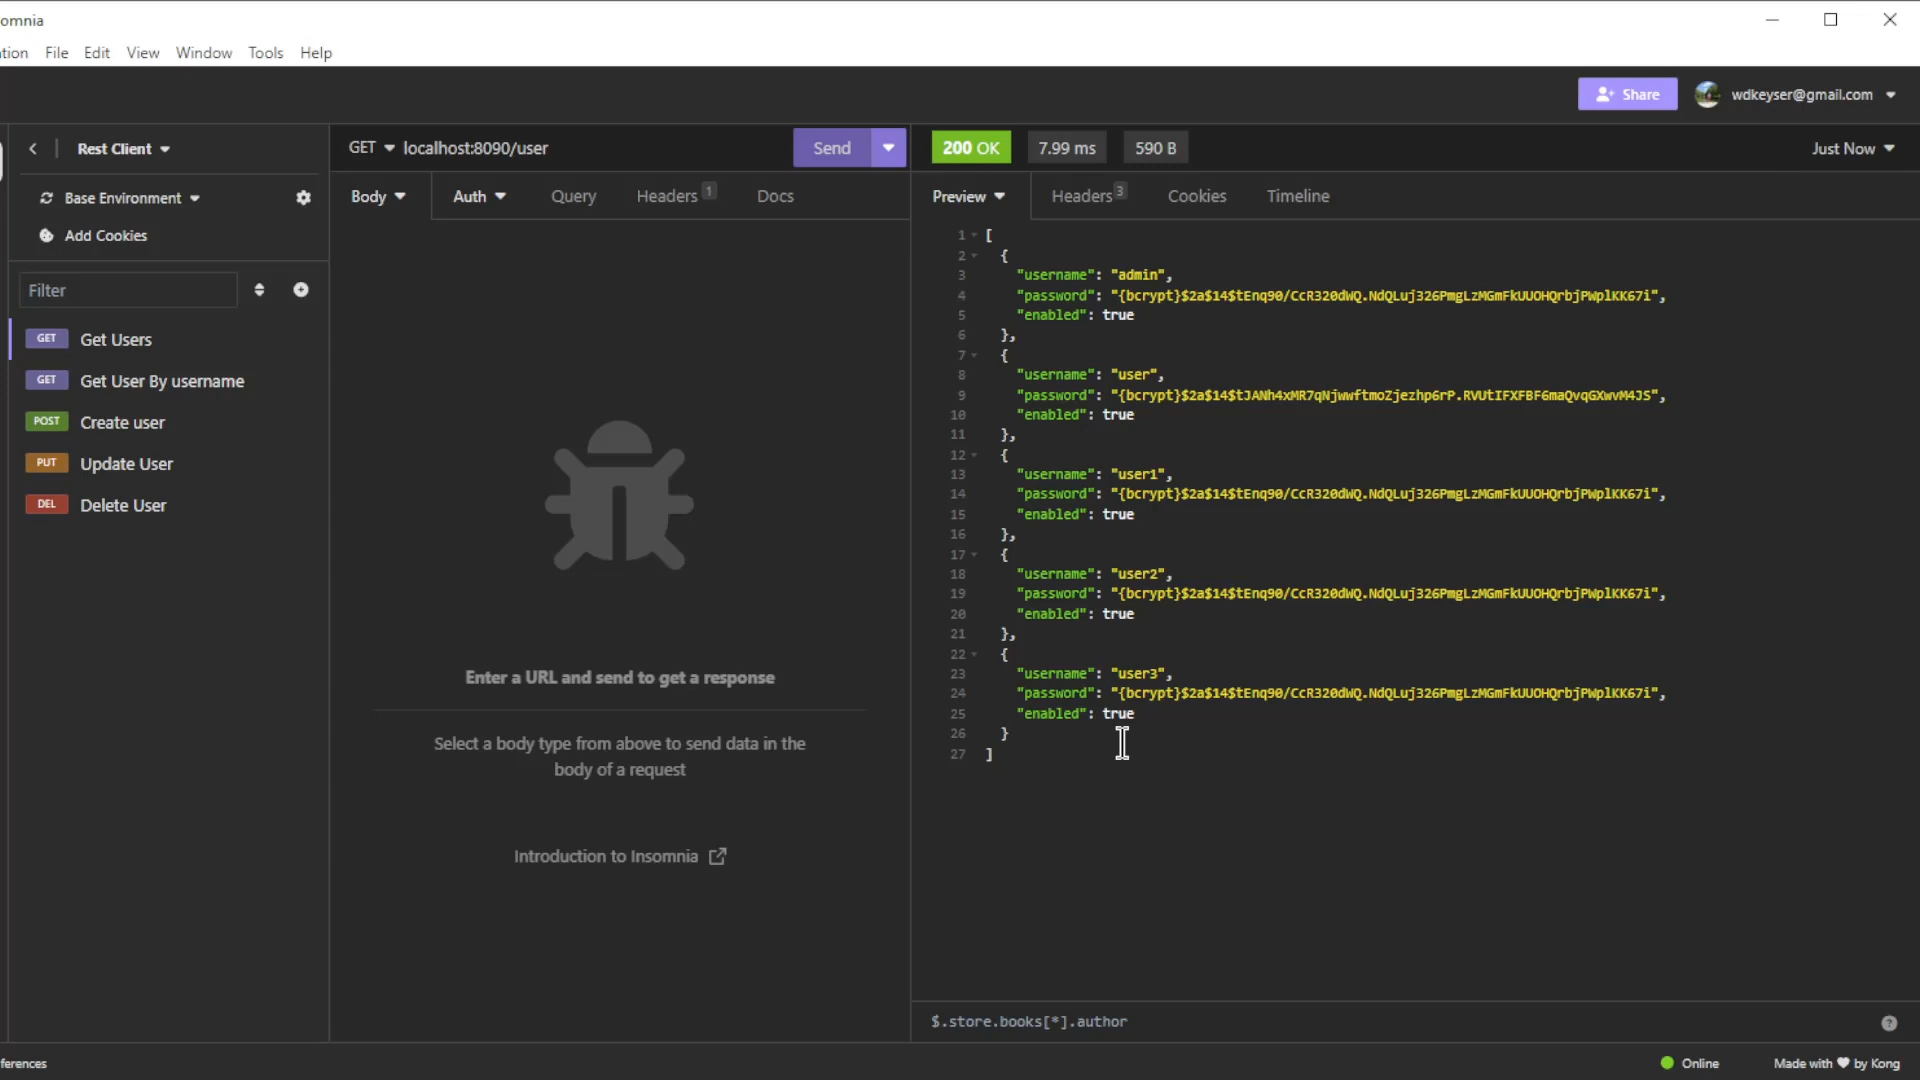 omnia
tion File Edit View Window Tools Help
Share wdkeyser@gmail.com
Rest Client
GET localhost:8090/user Send
200 OK 7.99 ms 590 B Just Now
Base Environment
Body Auth Query Headers 1 Docs
Preview Headers 3 Cookies Timeline
Add Cookies
Filter
GET Get Users
GET Get User By username
POST Create user
PUT Update User
DEL Delete User
Enter a URL and send to get a response
Select a body type from above to send data in the
body of a request
Introduction to Insomnia
1 [
2 {
3 "username": "admin",
4 "password": "{bcrypt}$2a$14$tEnq90/CcR320dWQ.NdQLuj326PmgLzMGmFkUUOHQrbjPWplKK67i",
5 "enabled": true
6 },
7 {
8 "username": "user",
9 "password": "{bcrypt}$2a$14$tJANh4xMR7qNjwwftmoZjezhp6rP.RVUtIFXFBF6maQvqGXwvM4JS",
10 "enabled": true
11 },
12 {
13 "username": "user1",
14 "password": "{bcrypt}$2a$14$tEnq90/CcR320dWQ.NdQLuj326PmgLzMGmFkUUOHQrbjPWplKK67i",
15 "enabled": true
16 },
17 {
18 "username": "user2",
19 "password": "{bcrypt}$2a$14$tEnq90/CcR320dWQ.NdQLuj326PmgLzMGmFkUUOHQrbjPWplKK67i",
20 "enabled": true
21 },
22 {
23 "username": "user3",
24 "password": "{bcrypt}$2a$14$tEnq90/CcR320dWQ.NdQLuj326PmgLzMGmFkUUOHQrbjPWplKK67i",
25 "enabled": true
26 }
27 ]
$.store.books[*].author
ferences Online Made with ♥ by Kong